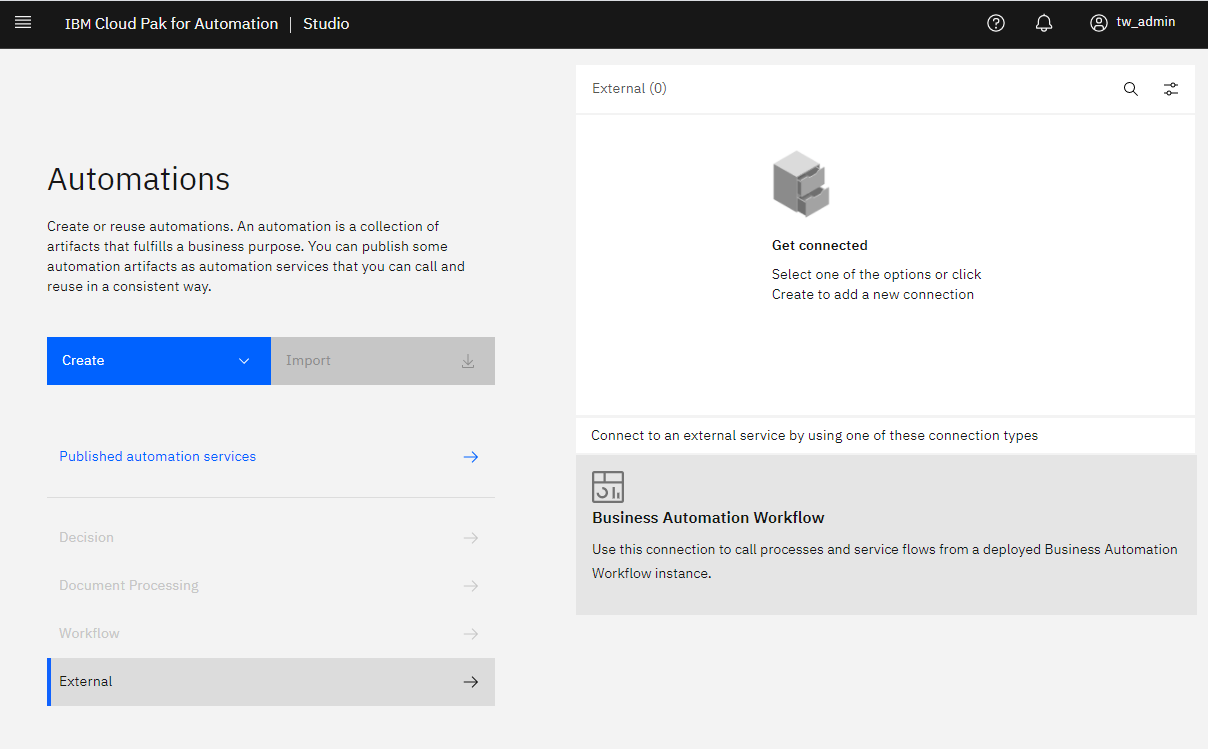 IBM Cloud Pak for Automation | Studio
tw_admin
Automations
Create or reuse automations. An automation is a collection of
artifacts that fulfills a business purpose. You can publish some
automation artifacts as automation services that you can call and
reuse in a consistent way.
Create
Import
Published automation services
Decision
Document Processing
Workflow
External
External (0)
Get connected
Select one of the options or click
Create to add a new connection
Connect to an external service by using one of these connection types
Business Automation Workflow
Use this connection to call processes and service flows from a deployed Business Automation
Workflow instance.